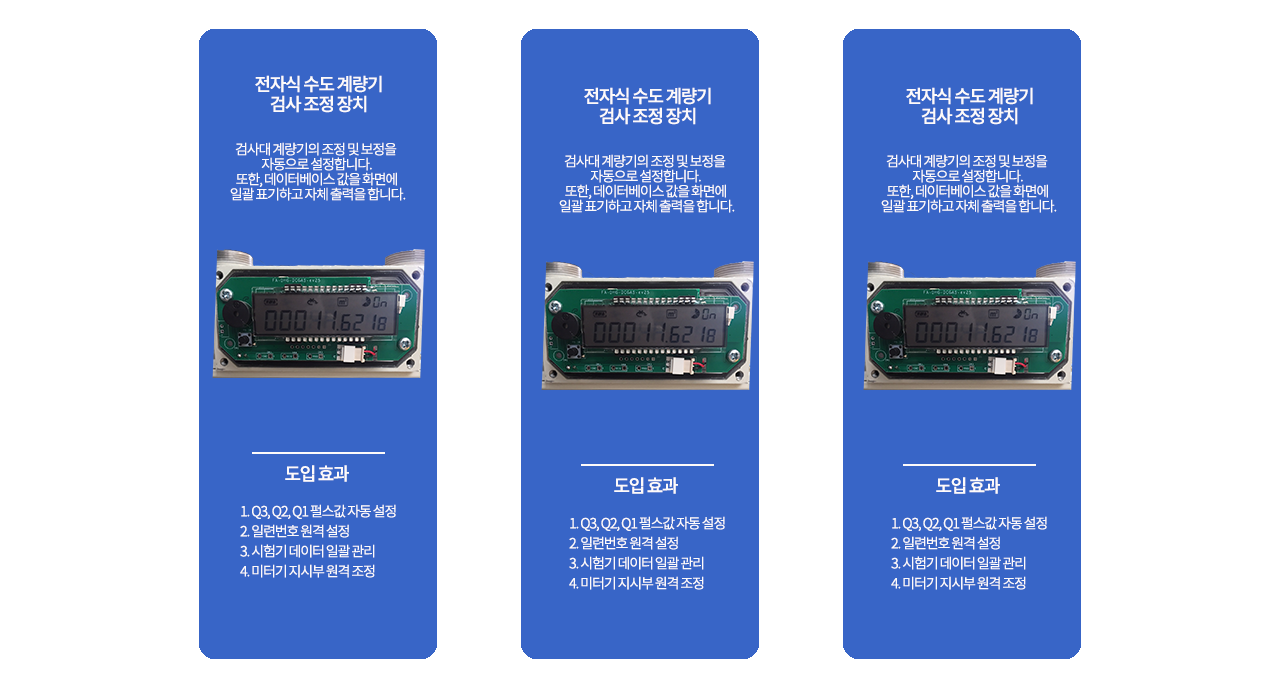 전자식 수도 계량기
검사 조정 장치
검사대 계량기의 조정 및 보정을
자동으로 설정합니다.
또한, 데이터베이스 값을 화면에
일괄 표기하고 자체 출력을 합니다.
00011.6218
On
도입 효과
1. Q3, Q2, Q1 펄스값 자동 설정
2. 일련번호 원격 설정
3. 시험기 데이터 일괄 관리
4. 미터기 지시부 원격 조정
전자식 수도 계량기
검사 조정 장치
검사대 계량기의 조정 및 보정을
자동으로 설정합니다.
또한, 데이터베이스 값을 화면에
일괄 표기하고 자체 출력을 합니다.
On
00011.6218
도입 효과
1. Q3, Q2, Q1 펄스값 자동 설정
2. 일련번호 원격 설정
3. 시험기 데이터 일괄 관리
4. 미터기 지시부 원격 조정
전자식 수도 계량기
검사 조정 장치
검사대 계량기의 조정 및 보정을
자동으로 설정합니다.
또한, 데이터베이스 값을 화면에
일괄 표기하고 자체 출력을 합니다.
On
00011.6218
도입 효과
1. Q3, Q2, Q1 펄스값 자동 설정
2. 일련번호 원격 설정
3. 시험기 데이터 일괄 관리
4. 미터기 지시부 원격 조정